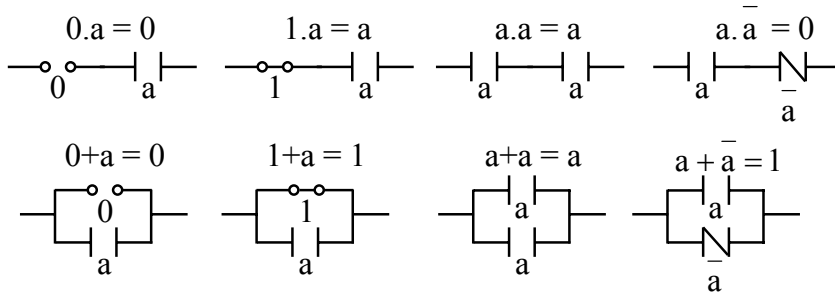 0.a = 0
1.a = a
a.a = a
a. a̅ = 0
0
a
1
a
a
a
a
a̅
0+a = 0
1+a = 1
a+a = a
a + a̅ = 1
0
a
1
a
a
a
a
a̅